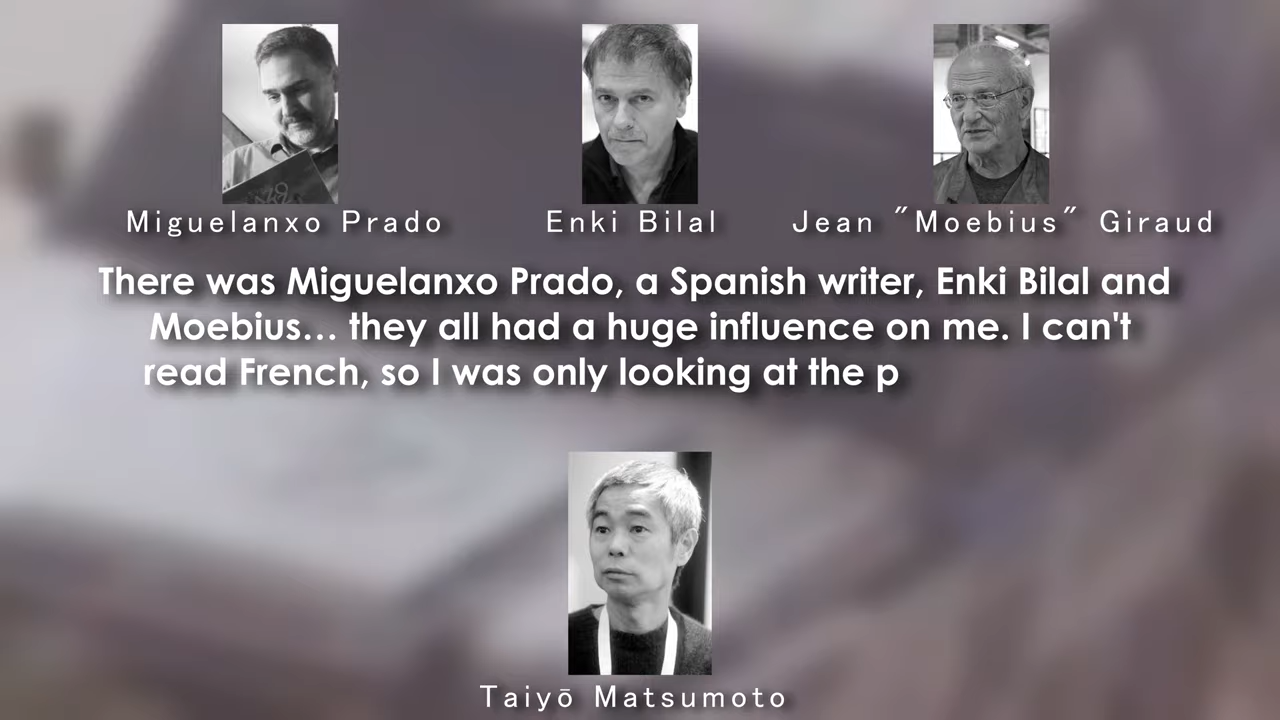 Miguelanxo Prado
Enki Bilal
Jean "Moebius" Giraud
There was Miguelanxo Prado, a Spanish writer, Enki Bilal and
Moebius... they all had a huge influence on me. I can't
read French, so I was only looking at the p
Taiyō Matsumoto